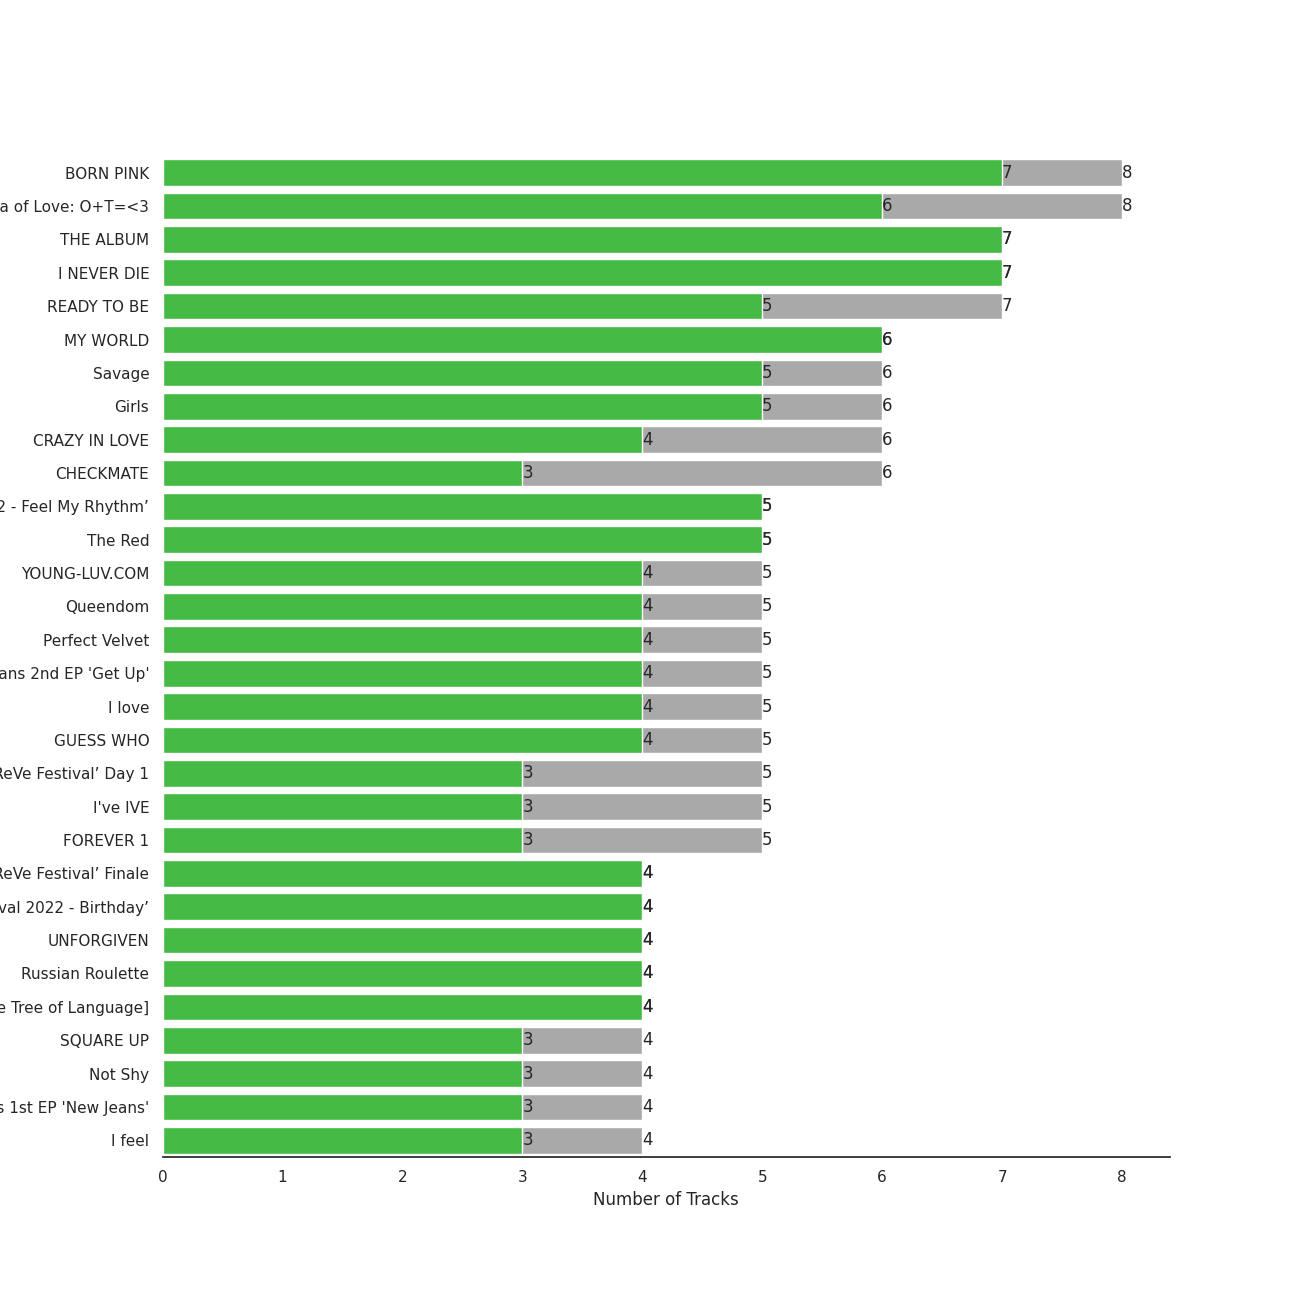 BORN PINK 7 8
a of Love: O+T=<3 6 8
THE ALBUM 7
I NEVER DIE 7
READY TO BE 5 7
MY WORLD 6
Savage 5 6
Girls 5 6
CRAZY IN LOVE 4 6
CHECKMATE 3 6
2 - Feel My Rhythm’ 5
The Red 5
YOUNG-LUV.COM 4 5
Queendom 4 5
Perfect Velvet 4 5
ans 2nd EP 'Get Up' 4 5
I love 4 5
GUESS WHO 4 5
ReVe Festival’ Day 1 3 5
I've IVE 3 5
FOREVER 1 3 5
ReVe Festival’ Finale 4
val 2022 - Birthday’ 4
UNFORGIVEN 4
Russian Roulette 4
e Tree of Language] 4
SQUARE UP 3 4
Not Shy 3 4
s 1st EP 'New Jeans' 3 4
I feel 3 4
0 1 2 3 4 5 6 7 8
Number of Tracks